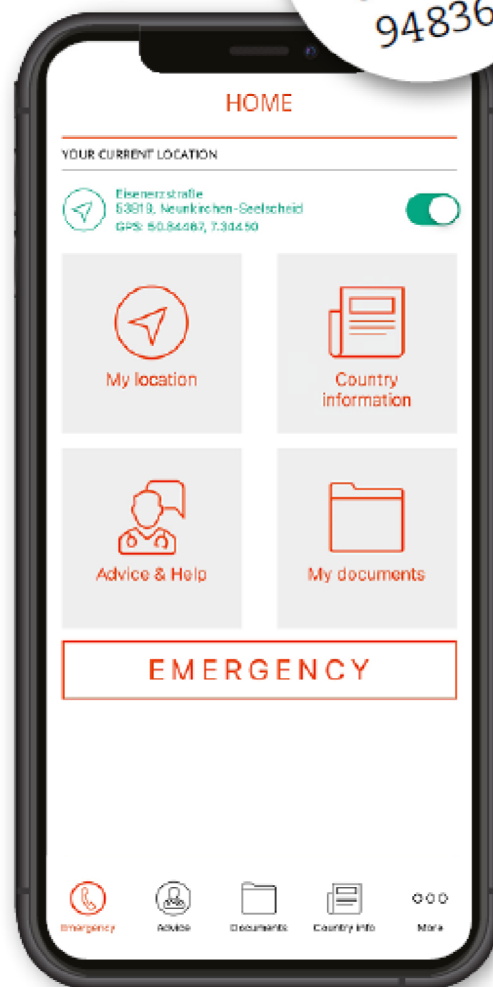 94836
HOME
YOUR CURRENT LOCATION
Eisenerzstraße
53819, Neunkirchen-Seelscheid
GPS: 50.84467, 7.34450
My location
Country
information
Advice & Help
My documents
EMERGENCY
Emergency
Advice
Documents
Country info
More